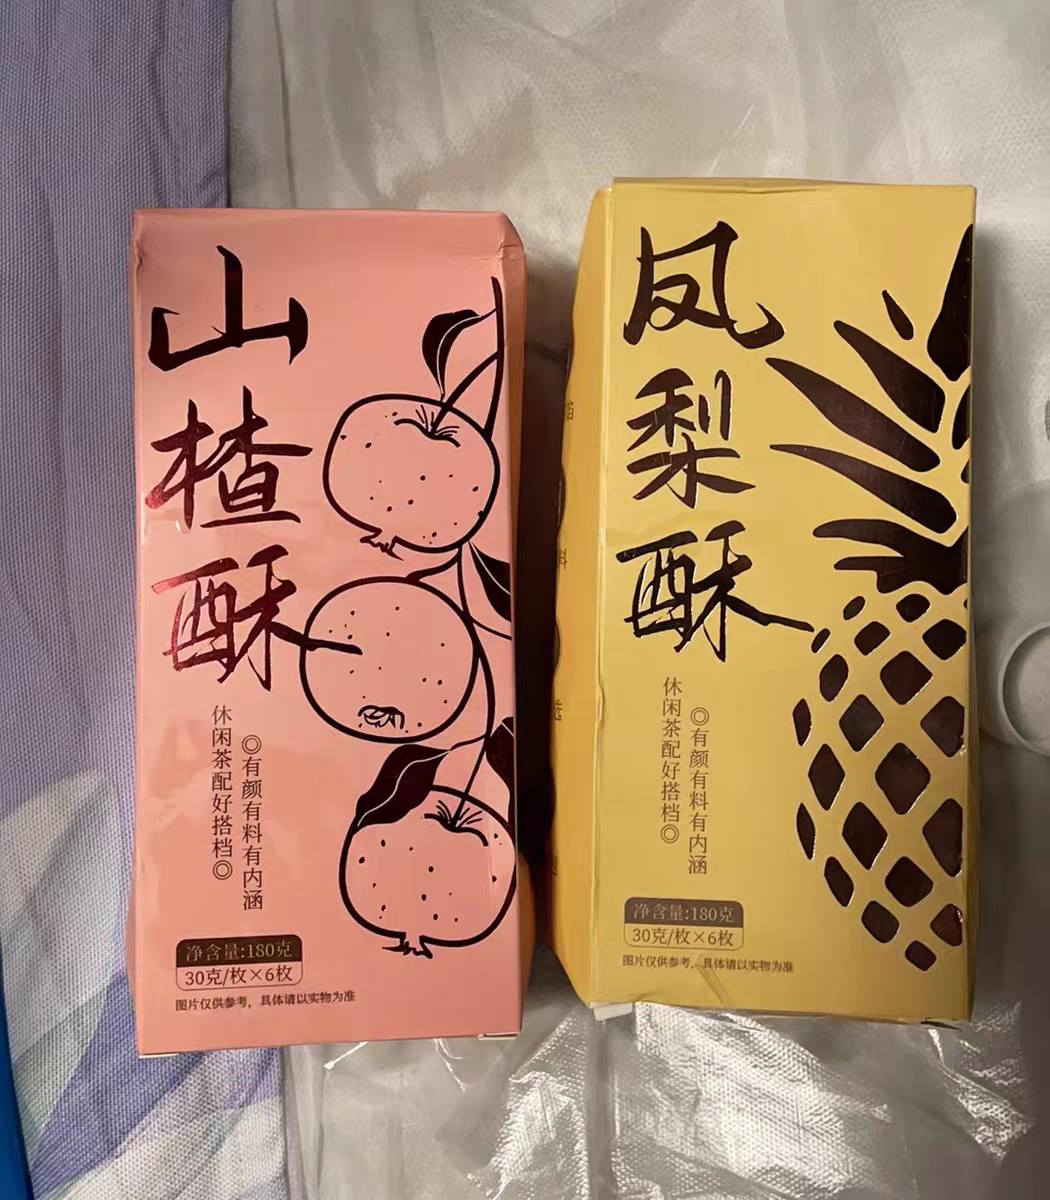 山楂酥
◎有颜有料有内涵
休闲茶配好搭档◎
净含量:180克
30克/枚×6枚
图片仅供参考，具体请以实物为准
凤梨酥
◎有颜有料有内涵
休闲茶配好搭档◎
净含量:180克
30克/枚×6枚
图片仅供参考，具体请以实物为准